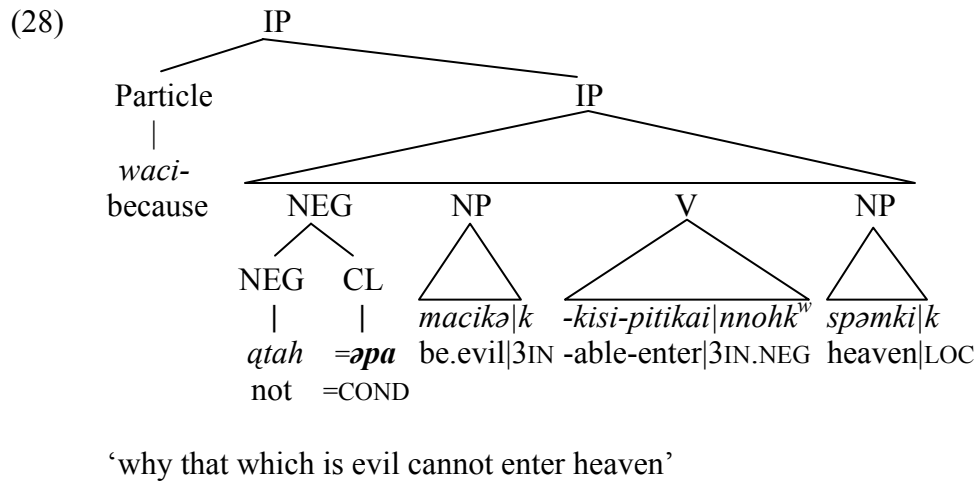 (28) IP
Particle IP
waci-
because NEG NP V NP
NEG CL
macikə|k -kisi-pitikai|nnohkʷ spəmki|k
ątah =əpa be.evil|3IN -able-enter|3IN.NEG heaven|LOC
not =COND
‘why that which is evil cannot enter heaven’